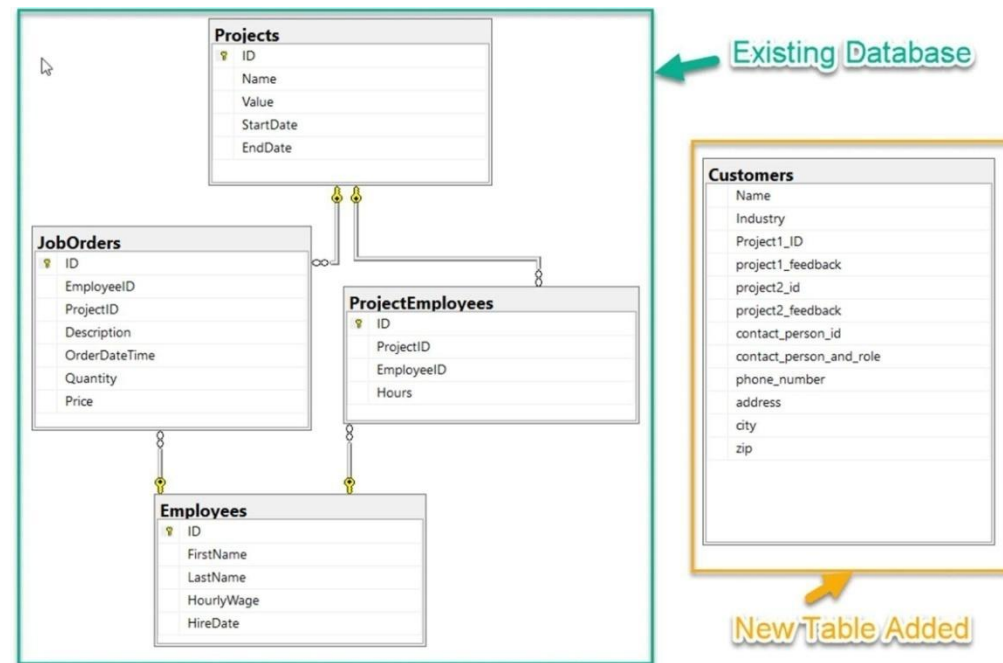 Projects
ID
Name
Value
StartDate
EndDate
Existing Database
Customers
Name
Industry
Project1_ID
project1_feedback
project2_id
project2_feedback
contact_person_id
contact_person_and_role
phone_number
address
city
zip
JobOrders
ID
EmployeeID
ProjectID
Description
OrderDateTime
Quantity
Price
ProjectEmployees
ID
ProjectID
EmployeeID
Hours
Employees
ID
FirstName
LastName
HourlyWage
HireDate
New Table Added